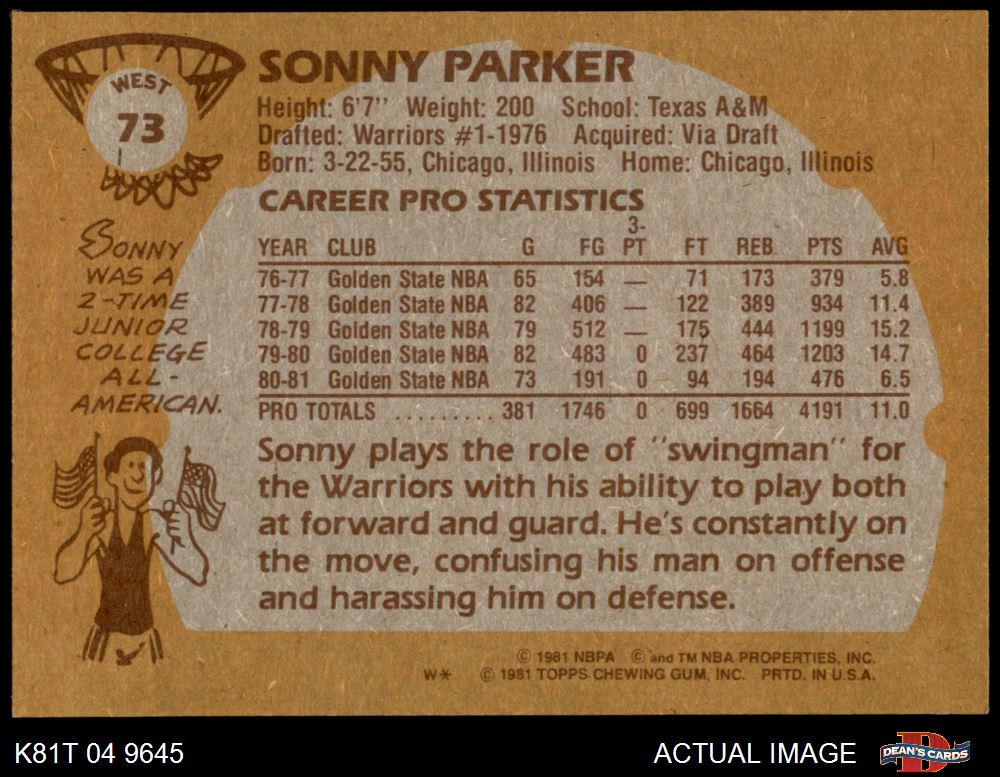 WEST
73
SONNY PARKER
Height: 6'7" Weight: 200 School: Texas A&M
Drafted: Warriors #1-1976 Acquired: Via Draft
Born: 3-22-55, Chicago, Illinois Home: Chicago, Illinois
CAREER PRO STATISTICS
YEAR CLUB G FG 3-PT FT REB PTS AVG
76-77 Golden State NBA 65 154 — 71 173 379 5.8
77-78 Golden State NBA 82 406 — 122 389 934 11.4
78-79 Golden State NBA 79 512 — 175 444 1199 15.2
79-80 Golden State NBA 82 483 0 237 464 1203 14.7
80-81 Golden State NBA 73 191 0 94 194 476 6.5
PRO TOTALS .......... 381 1746 0 699 1664 4191 11.0
SONNY
WAS A
2-TIME
JUNIOR
COLLEGE
ALL-
AMERICAN.
Sonny plays the role of "swingman" for
the Warriors with his ability to play both
at forward and guard. He's constantly on
the move, confusing his man on offense
and harassing him on defense.
© 1981 NBPA © and TM NBA PROPERTIES, INC.
W* © 1981 TOPPS CHEWING GUM, INC. PRTD. IN U.S.A.
K81T 04 9645
ACTUAL IMAGE
D
DEAN'S CARDS